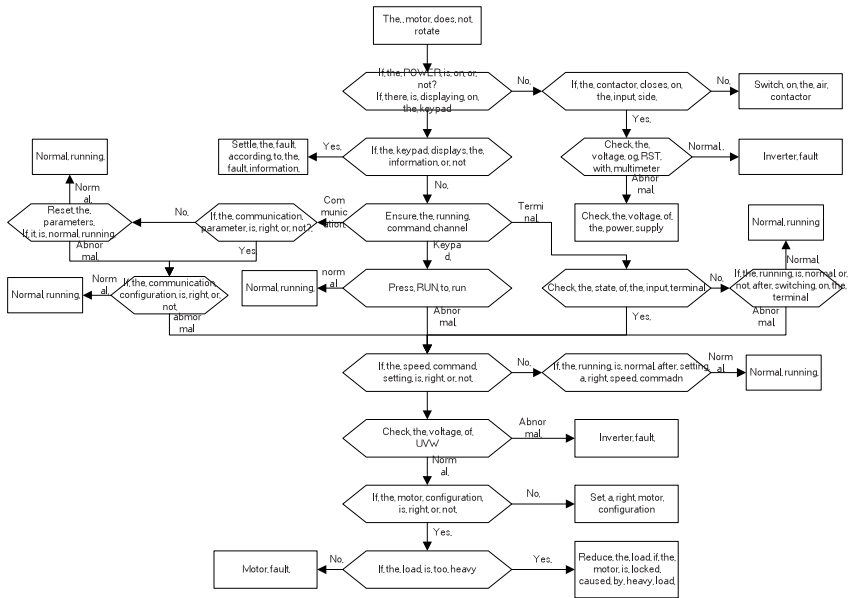 The, motor, does, not,
rotate
If, the, POWER, is, on, or,
not?
If, there, is, displaying, on,
the, keypad
No,
If, the, contactor, closes, on,
the, input, side,
No,
Switch, on, the, air,
contactor
Yes,
Settle, the, fault,
according, to, the,
fault, information,
Yes,
If, the, keypad, displays, the,
information, or, not
Check, the,
voltage, og, RST,
with, multimeter
Normal,
Inverter, fault
Abnor
mal,
Check, the, voltage, of,
the, power, supply
No,
Normal, running,
Norm
al,
Reset, the,
parameters,
If, it, is, normal, running,
No,
If, the, communication,
parameter, is, right, or, not?
Com
munic
ation,
Ensure, the, running,
command, channel
Termi
nal,
Normal, running
Normal,
Abnor
mal,
Yes
Keypa
d,
Normal, running,
Norm
al,
If, the, communication,
configuration, is, right, or,
not,
abmor
mal
Normal, running,
norm
al,
Press, RUN, to, run
Abnor
mal,
Check, the, state, of, the, input, terminal,
No,
If, the, running, is, normal, or,
not, after, switching, on, the,
terminal
Yes,
Abnor
mal,
If, the, speed, command,
setting, is, right, or, not,
No,
If, the, running, is, normal, after, setting,
a, right, speed, commadn
Norm
al,
Normal, running,
Check, the, voltage, of,
UVW
Abnor
mal,
Inverter, fault,
Norm
al,
If, the, motor, configuration,
is, right, or, not,
No,
Set, a, right, motor,
configuration
Yes,
Motor, fault,
No,
If, the, load, is, too, heavy
Yes,
Reduce, the, load, if, the,
motor, is, locked,
caused, by, heavy, load,